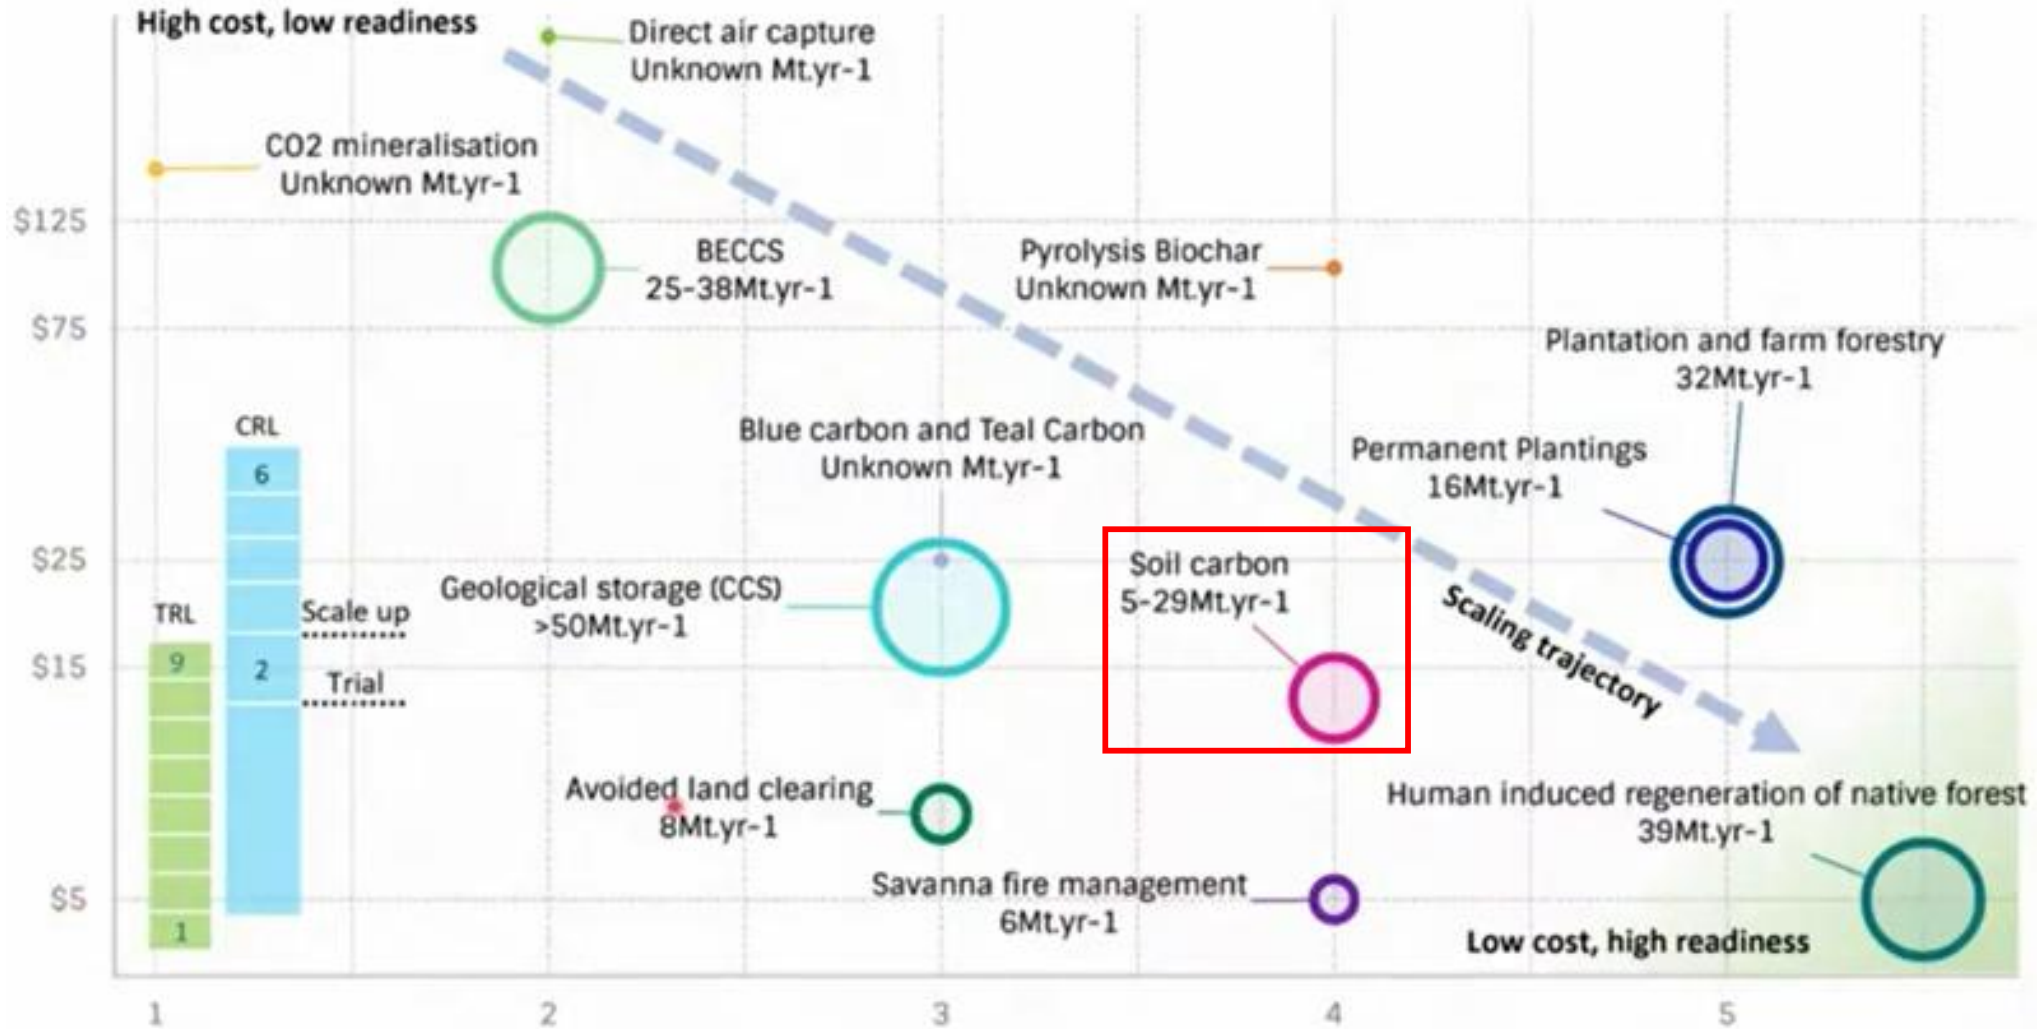 High cost, low readiness
Direct air capture
Unknown Mt.yr-1
CO2 mineralisation
Unknown Mt.yr-1
$125
BECCS
25-38Mt.yr-1
Pyrolysis Biochar
Unknown Mt.yr-1
$75
Plantation and farm forestry
32Mt.yr-1
CRL
6
Blue carbon and Teal Carbon
Unknown Mt.yr-1
Permanent Plantings
16Mt.yr-1
$25
Soil carbon
5-29Mt.yr-1
Geological storage (CCS)
>50Mt.yr-1
TRL
Scale up
Scaling trajectory
$15
9
2
Trial
Avoided land clearing
8Mt.yr-1
Human induced regeneration of native forest
39Mt.yr-1
$5
Savanna fire management
6Mt.yr-1
1
Low cost, high readiness
1 2 3 4 5